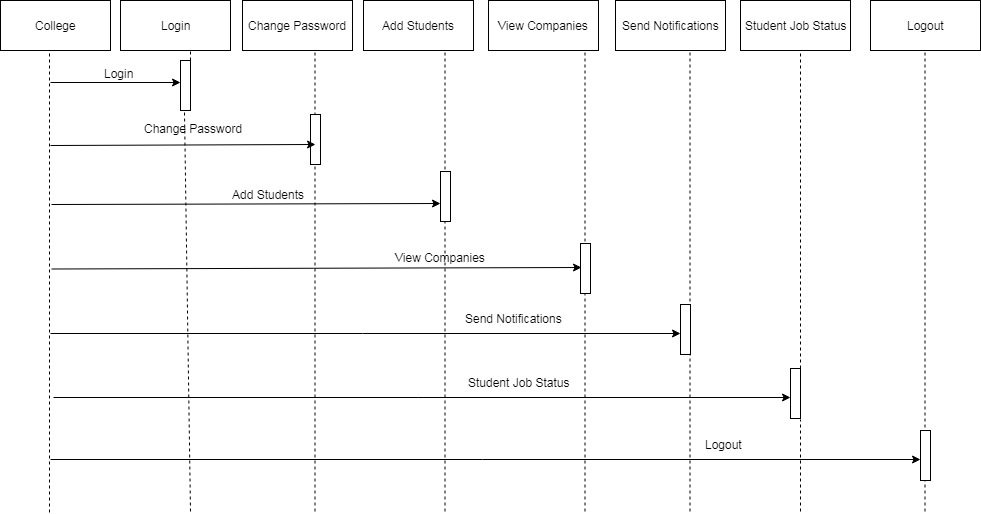 College
Login
Change Password
Add Students
View Companies
Send Notifications
Student Job Status
Logout
Login
Change Password
Add Students
View Companies
Send Notifications
Student Job Status
Logout